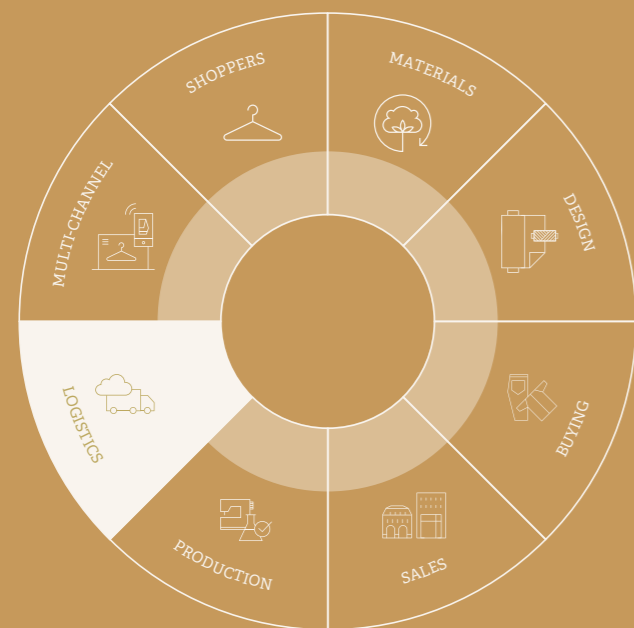 SHOPPERS
MATERIALS
DESIGN
BUYING
SALES
PRODUCTION
LOGISTICS
MULTI-CHANNEL